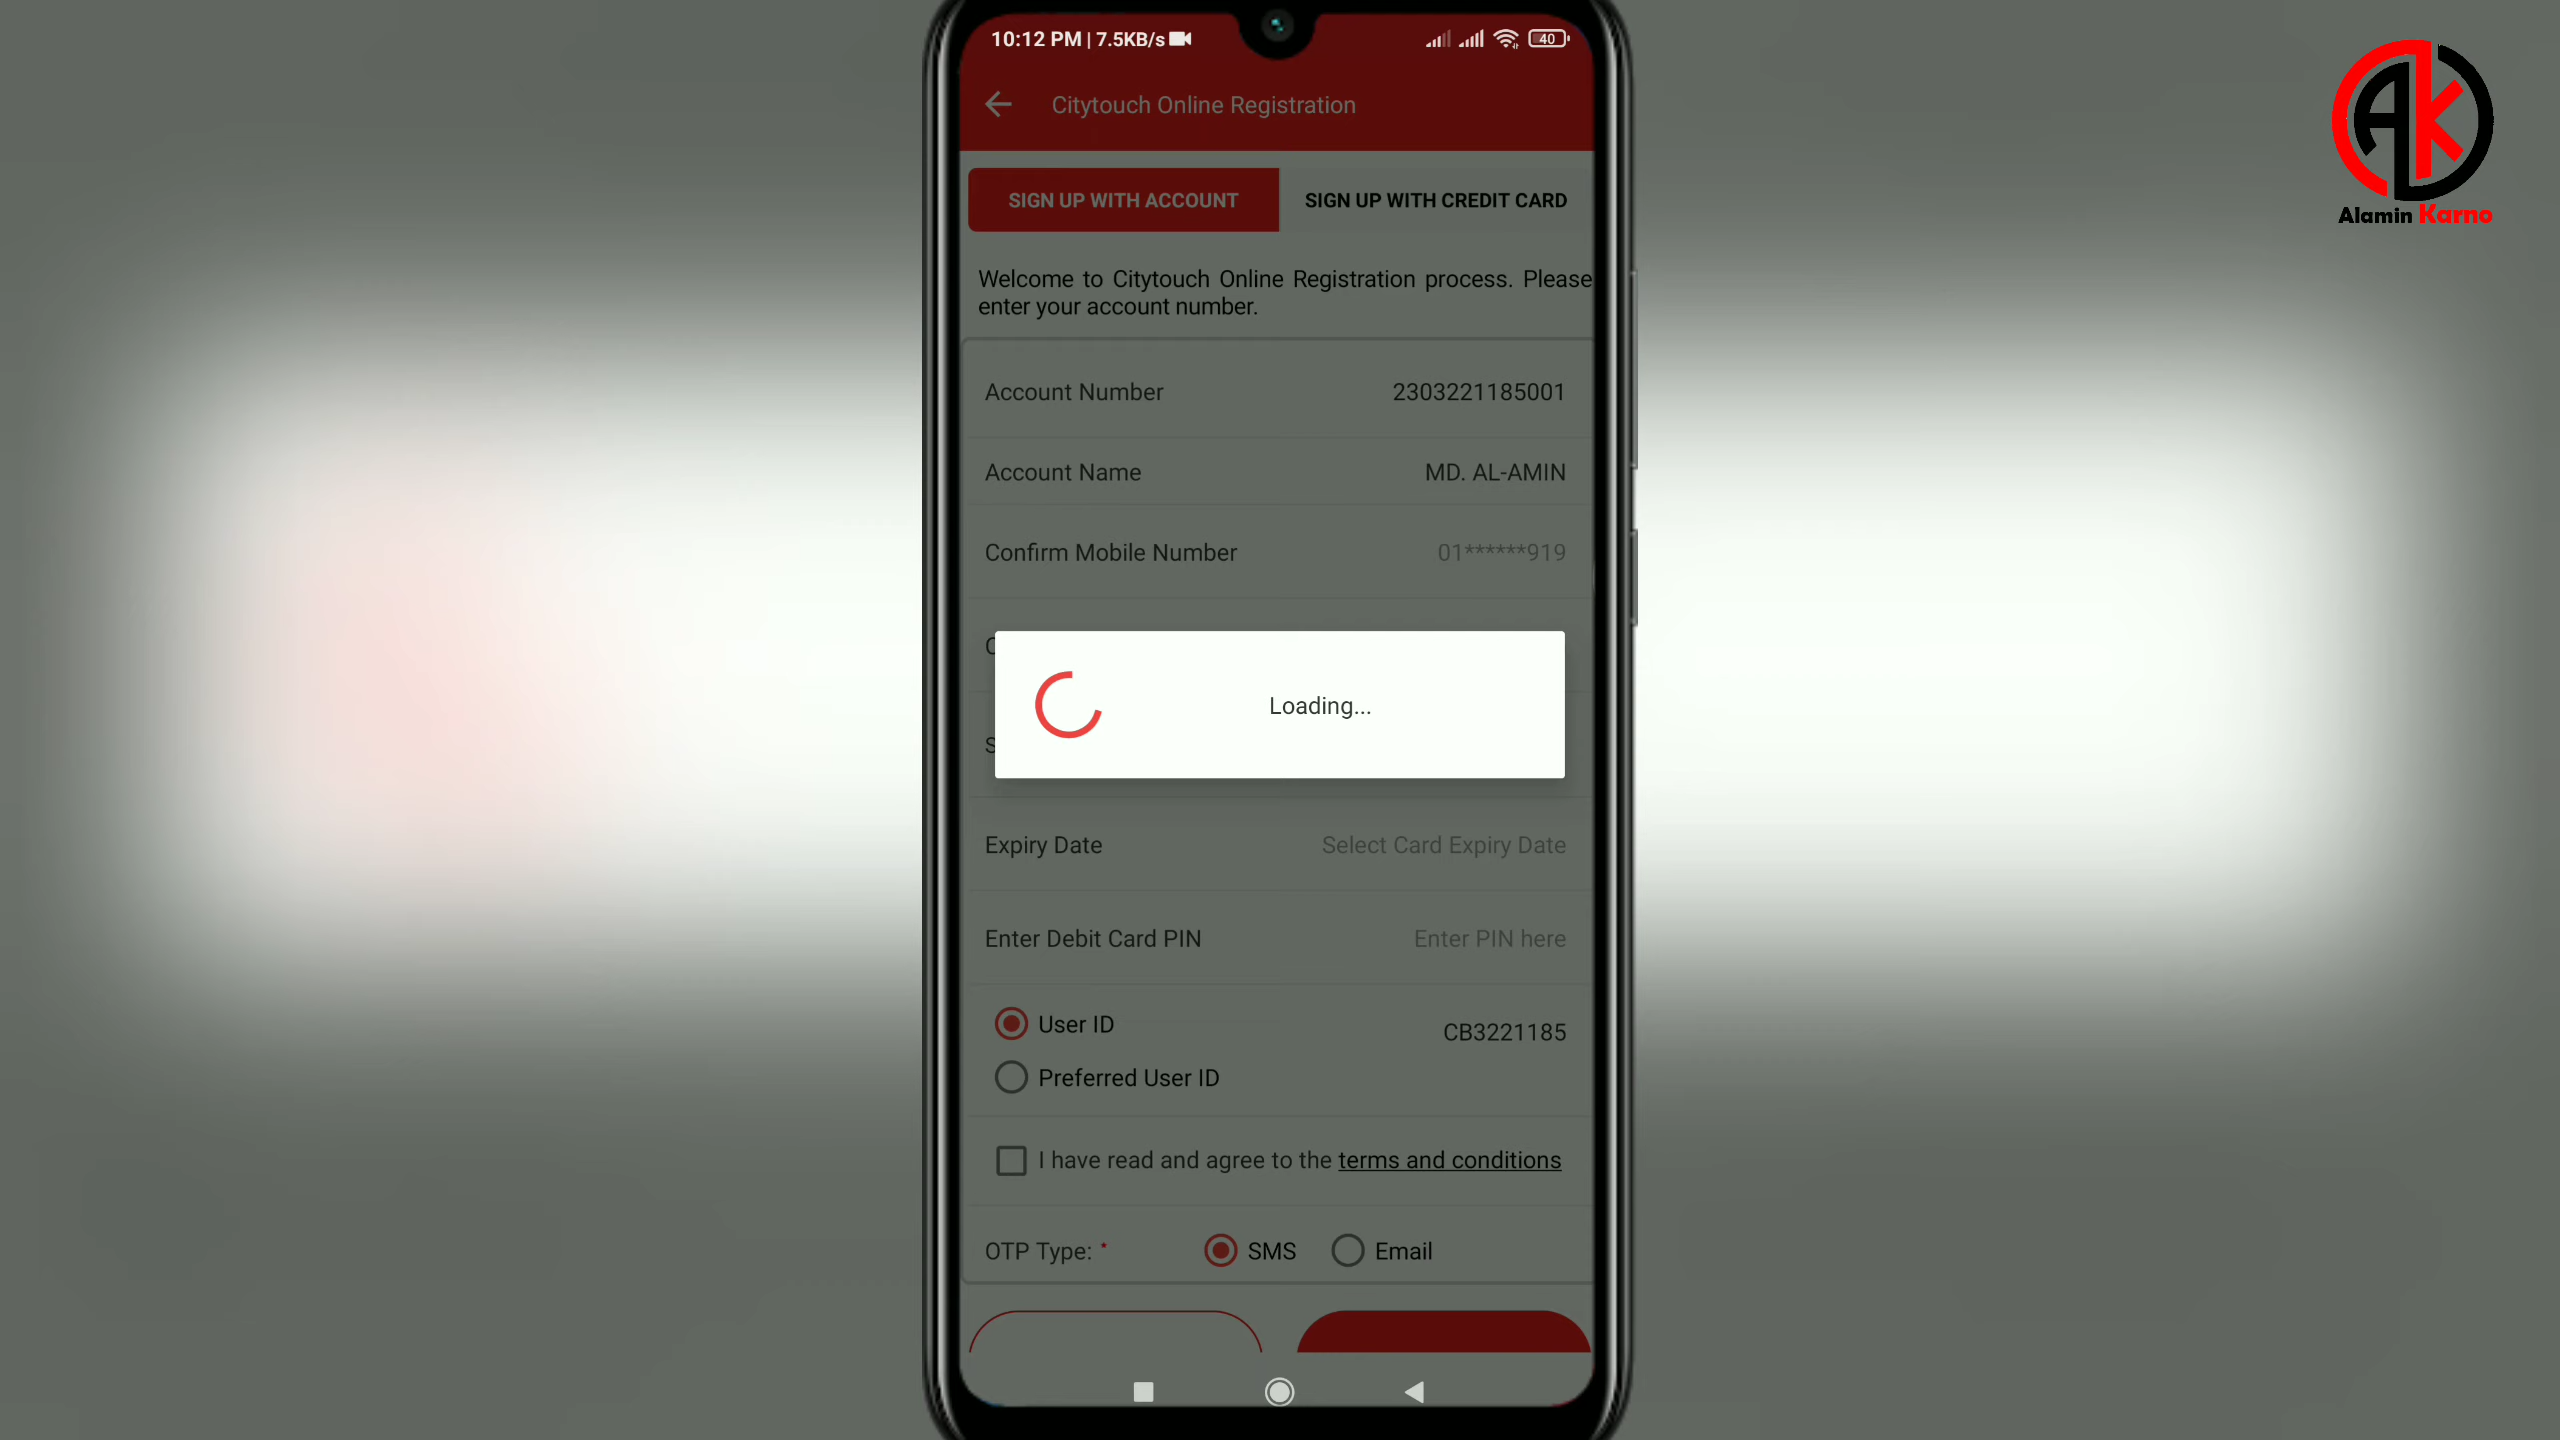 10:12 PM | 7.5KB/s
40
Citytouch Online Registration
SIGN UP WITH ACCOUNT
SIGN UP WITH CREDIT CARD
Welcome to Citytouch Online Registration process. Please
enter your account number.
Account Number 2303221185001
Account Name MD. AL-AMIN
Confirm Mobile Number 01******919
Loading...
Expiry Date Select Card Expiry Date
Enter Debit Card PIN Enter PIN here
User ID CB3221185
Preferred User ID
I have read and agree to the terms and conditions
OTP Type: * SMS Email
AK
Alamin Karno